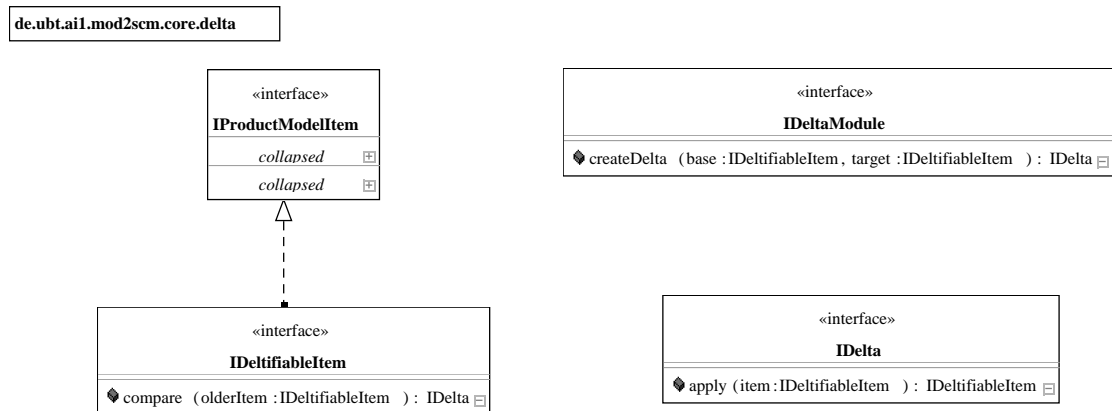 de.ubt.ai1.mod2scm.core.delta
«interface»
IProductModelItem
collapsed
collapsed
«interface»
IDeltaModule
createDelta (base :IDeltifiableItem, target :IDeltifiableItem ) : IDelta
«interface»
IDeltifiableItem
compare (olderItem :IDeltifiableItem ) : IDelta
«interface»
IDelta
apply (item:IDeltifiableItem ) : IDeltifiableItem